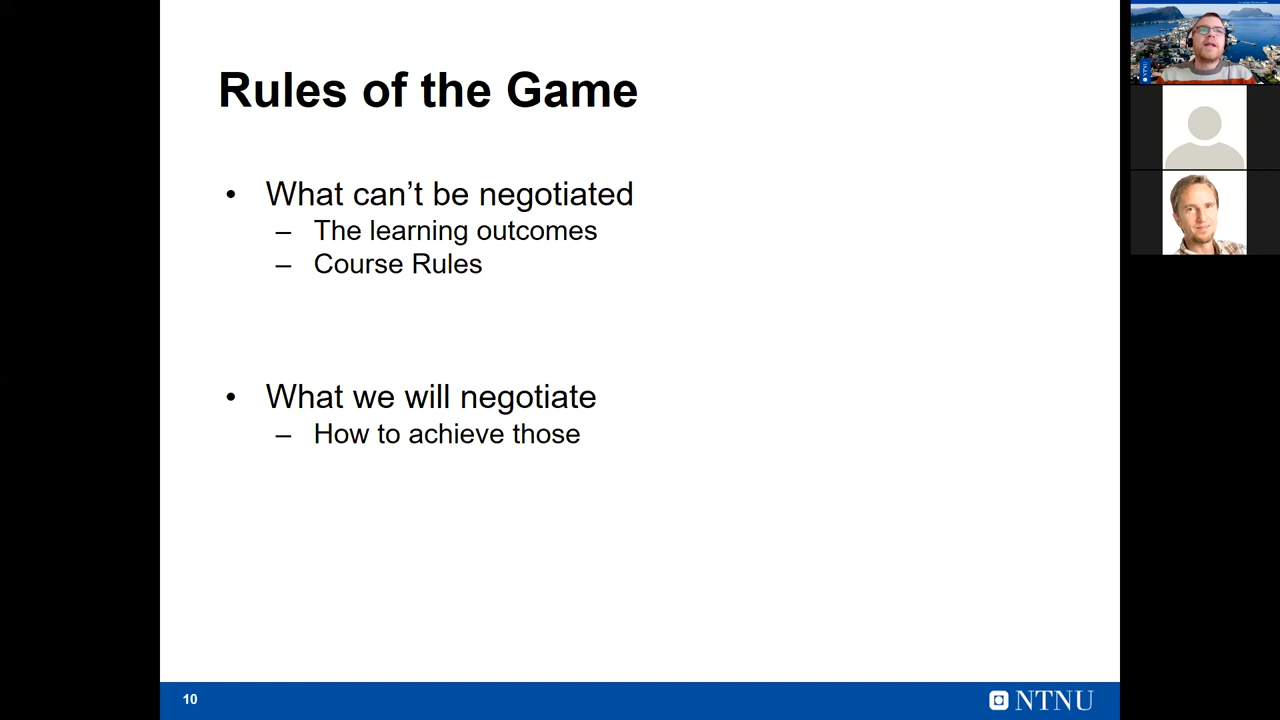 Rules of the Game
• What can’t be negotiated
– The learning outcomes
– Course Rules
• What we will negotiate
– How to achieve those
10
NTNU
NTNU